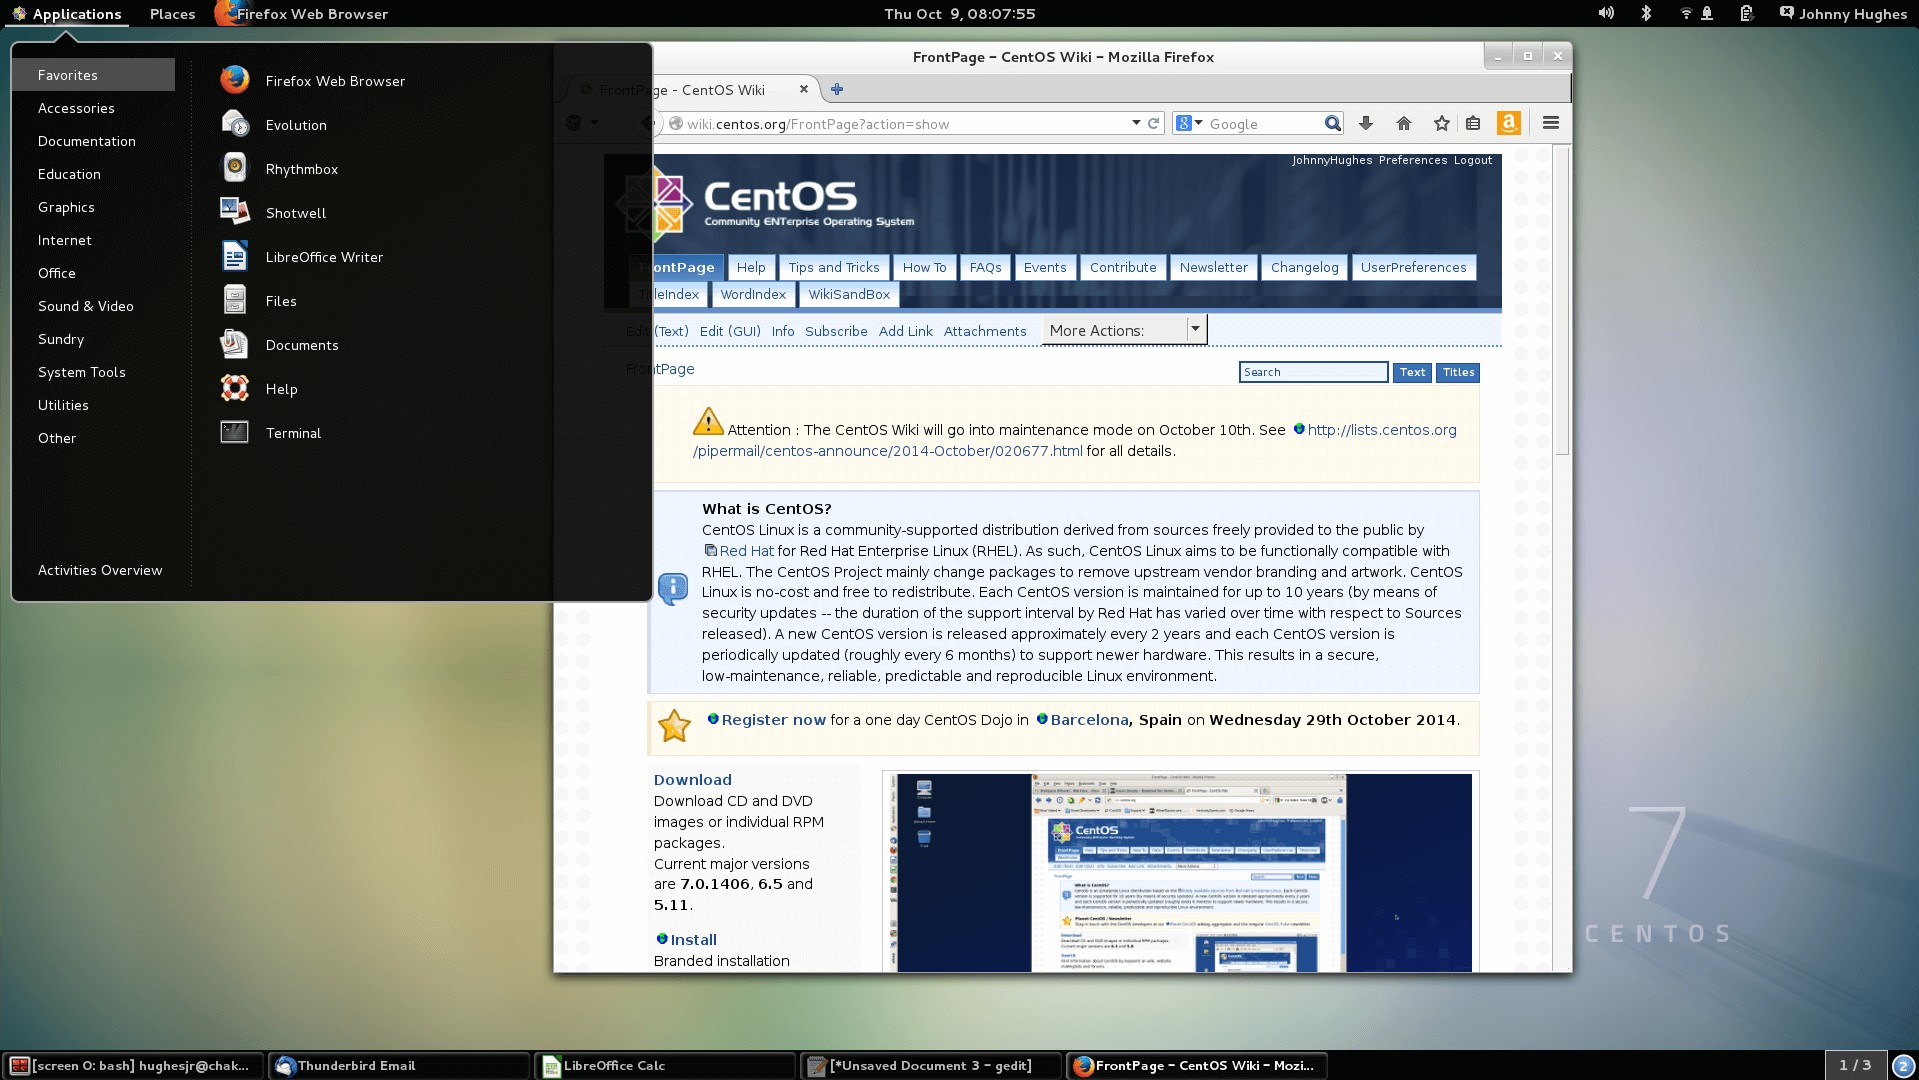 Applications Places Firefox Web Browser Thu Oct 9, 08:07:55 Johnny Hughes
Favorites
Accessories
Documentation
Education
Graphics
Internet
Office
Sound & Video
Sundry
System Tools
Utilities
Other
Activities Overview
Firefox Web Browser
Evolution
Rhythmbox
Shotwell
LibreOffice Writer
Files
Documents
Help
Terminal
FrontPage - CentOS Wiki - Mozilla Firefox
FrontPage - CentOS Wiki
wiki.centos.org/FrontPage?action=show
Google
JohnnyHughes Preferences Logout
CentOS
Community ENTerprise Operating System
FrontPage Help Tips and Tricks How To FAQs Events Contribute Newsletter Changelog UserPreferences
TitleIndex WordIndex WikiSandBox
Edit (Text) Edit (GUI) Info Subscribe Add Link Attachments More Actions:
FrontPage
Search Text Titles
Attention : The CentOS Wiki will go into maintenance mode on October 10th. See http://lists.centos.org
/pipermail/centos-announce/2014-October/020677.html for all details.
What is CentOS?
CentOS Linux is a community-supported distribution derived from sources freely provided to the public by
Red Hat for Red Hat Enterprise Linux (RHEL). As such, CentOS Linux aims to be functionally compatible with
RHEL. The CentOS Project mainly change packages to remove upstream vendor branding and artwork. CentOS
Linux is no-cost and free to redistribute. Each CentOS version is maintained for up to 10 years (by means of
security updates -- the duration of the support interval by Red Hat has varied over time with respect to Sources
released). A new CentOS version is released approximately every 2 years and each CentOS version is
periodically updated (roughly every 6 months) to support newer hardware. This results in a secure,
low-maintenance, reliable, predictable and reproducible Linux environment.
Register now for a one day CentOS Dojo in Barcelona, Spain on Wednesday 29th October 2014.
Download
Download CD and DVD
images or individual RPM
packages.
Current major versions
are 7.0.1406, 6.5 and
5.11.
Install
Branded installation
CentOS
What is CentOS?
7
CENTOS
[screen 0: bash] hughesjr@chak...
Thunderbird Email
LibreOffice Calc
[*Unsaved Document 3 - gedit]
FrontPage - CentOS Wiki - Mozi...
1 / 3
2